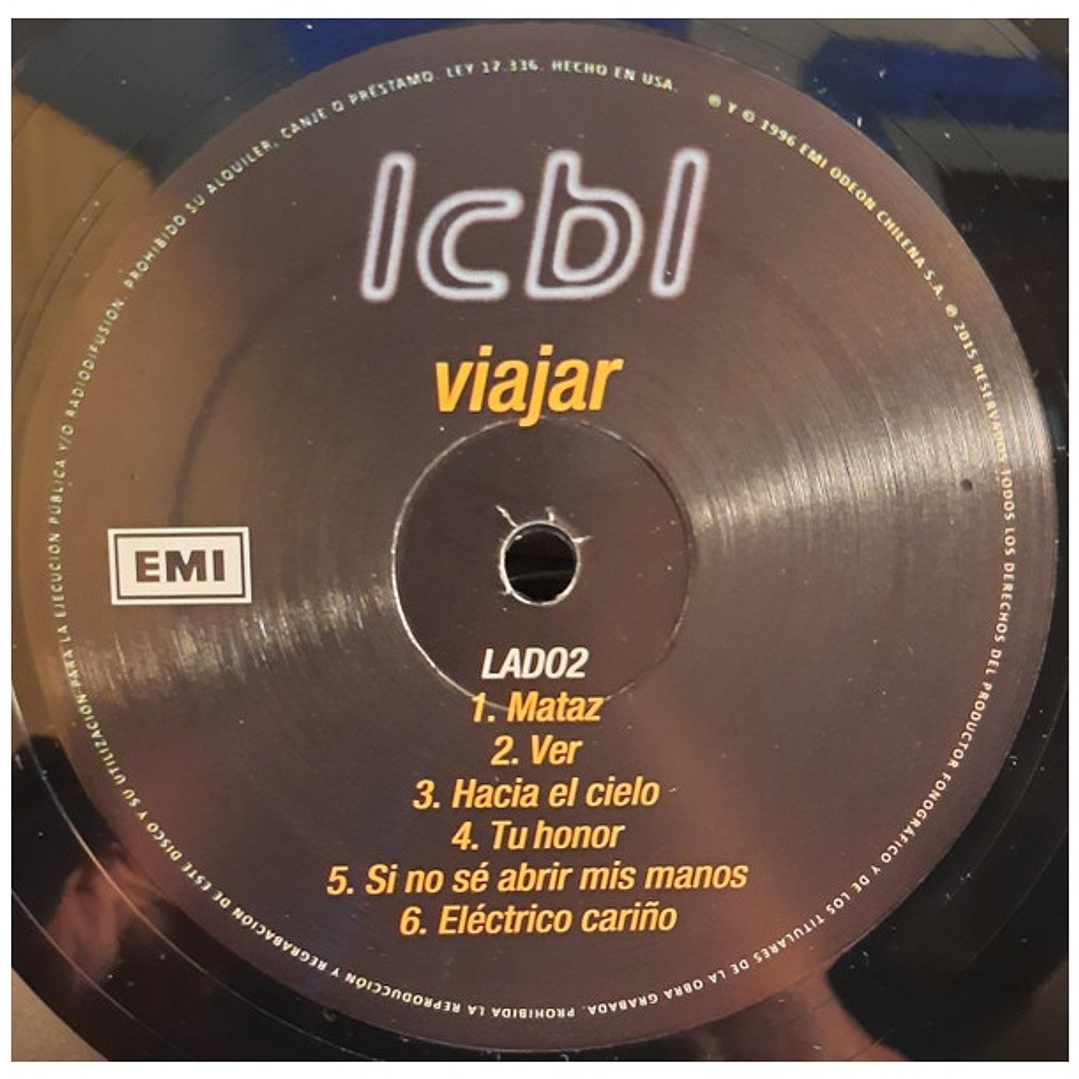 lcbl
viajar
EMI
LADO2
1. Mataz
2. Ver
3. Hacia el cielo
4. Tu honor
5. Si no sé abrir mis manos
6. Eléctrico cariño
℗ Y © 1996 EMI ODEON CHILENA S.A. ℗ 2015 RESERVADOS TODOS LOS DERECHOS DEL PRODUCTOR FONOGRÁFICO Y DE LOS TITULARES DE LA OBRA GRABADA. PROHIBIDA LA REPRODUCCIÓN Y REGRABACIÓN DE ESTE DISCO Y SU UTILIZACIÓN PARA LA EJECUCIÓN PÚBLICA Y/O RADIODIFUSIÓN. PROHIBIDO SU ALQUILER, CANJE O PRÉSTAMO. LEY 17.336. HECHO EN USA.